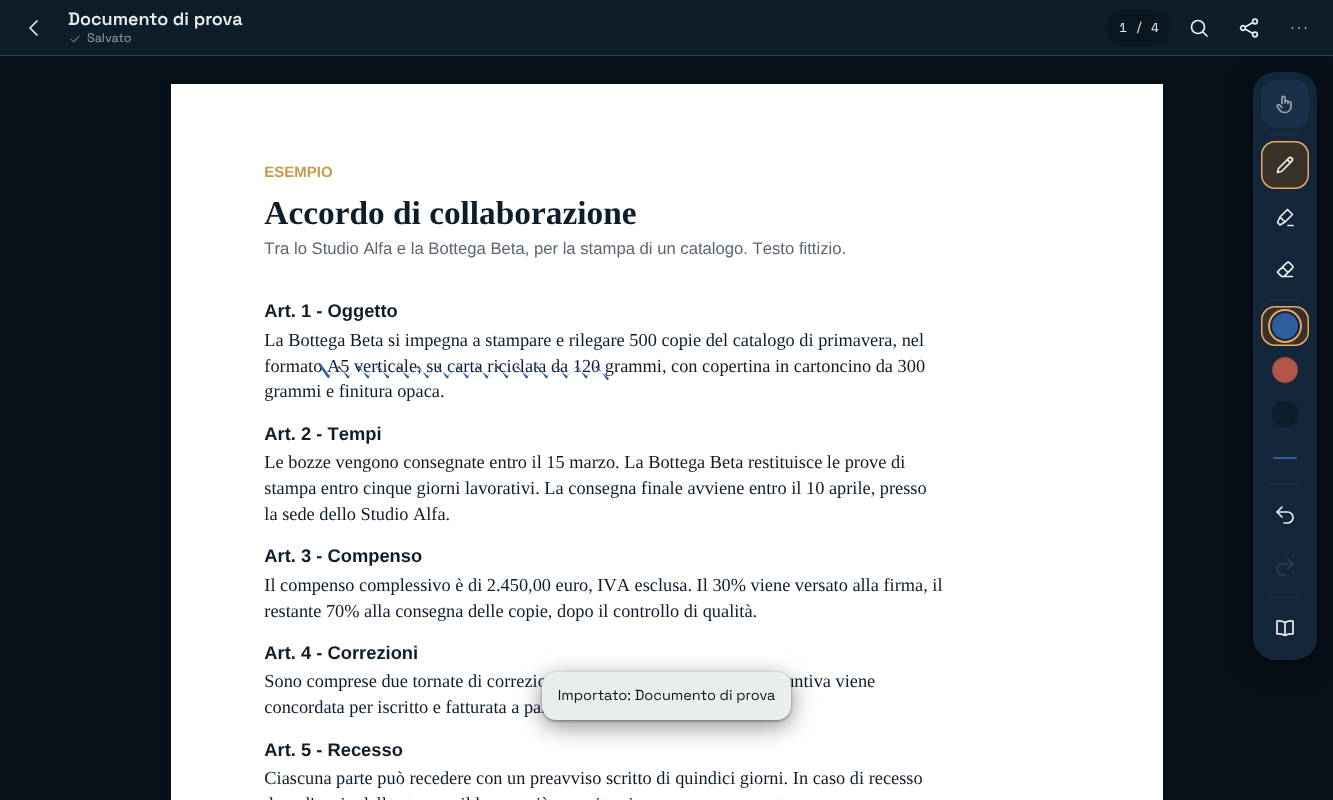 Documento di prova
Salvato
1 / 4
ESEMPIO
Accordo di collaborazione
Tra lo Studio Alfa e la Bottega Beta, per la stampa di un catalogo. Testo fittizio.
Art. 1 - Oggetto
La Bottega Beta si impegna a stampare e rilegare 500 copie del catalogo di primavera, nel
formato A5 verticale, su carta riciclata da 120 grammi, con copertina in cartoncino da 300
grammi e finitura opaca.
Art. 2 - Tempi
Le bozze vengono consegnate entro il 15 marzo. La Bottega Beta restituisce le prove di
stampa entro cinque giorni lavorativi. La consegna finale avviene entro il 10 aprile, presso
la sede dello Studio Alfa.
Art. 3 - Compenso
Il compenso complessivo è di 2.450,00 euro, IVA esclusa. Il 30% viene versato alla firma, il
restante 70% alla consegna delle copie, dopo il controllo di qualità.
Art. 4 - Correzioni
Sono comprese due tornate di viene
concordata per iscritto e fatturata a
Importato: Documento di prova
Art. 5 - Recesso
Ciascuna parte può recedere con un preavviso scritto di quindici giorni. In caso di recesso